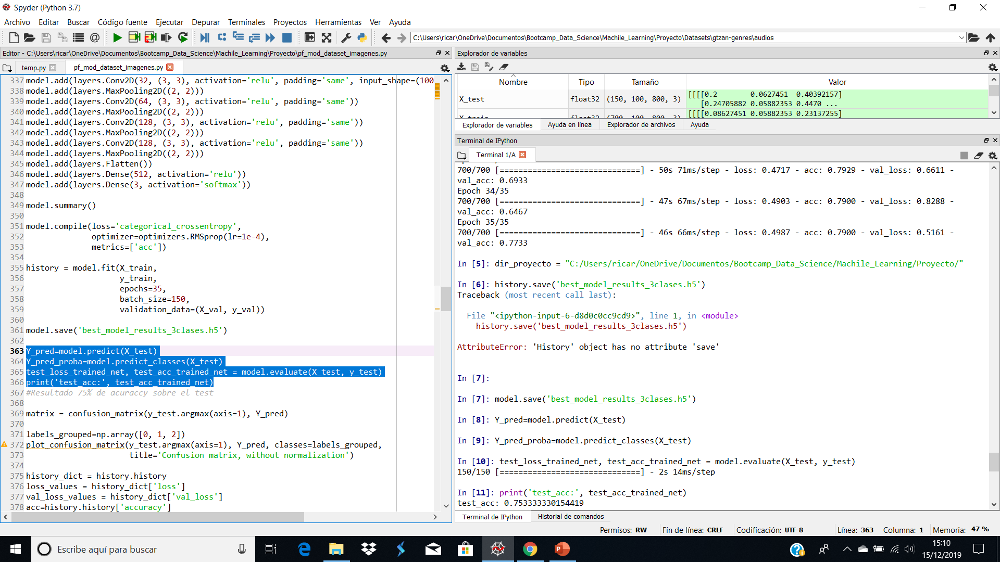 Spyder (Python 3.7)
Archivo Editar Buscar Código fuente Ejecutar Depurar Terminales Proyectos Herramientas Ver Ayuda
C:\Users\ricar\OneDrive\Documentos\Bootcamp_Data_Science\Machile_Learning\Proyecto\Datasets\gtzan-genres\audios
Editor - C:\Users\ricar\OneDrive\Documentos\Bootcamp_Data_Science\Machile_Learning\Proyecto\pf_mod_dataset_imagenes.py
temp.py pf_mod_dataset_imagenes.py
337 model.add(layers.Conv2D(32, (3, 3), activation='relu', padding='same', input_shape=(100
338 model.add(layers.MaxPooling2D((2, 2)))
339 model.add(layers.Conv2D(64, (3, 3), activation='relu', padding='same'))
340 model.add(layers.MaxPooling2D((2, 2)))
341 model.add(layers.Conv2D(128, (3, 3), activation='relu', padding='same'))
342 model.add(layers.MaxPooling2D((2, 2)))
343 model.add(layers.Conv2D(128, (3, 3), activation='relu', padding='same'))
344 model.add(layers.MaxPooling2D((2, 2)))
345 model.add(layers.Flatten())
346 model.add(layers.Dense(512, activation='relu'))
347 model.add(layers.Dense(3, activation='softmax'))
348
349 model.summary()
350
351 model.compile(loss='categorical_crossentropy',
352 optimizer=optimizers.RMSprop(lr=1e-4),
353 metrics=['acc'])
354
355 history = model.fit(X_train,
356 y_train,
357 epochs=35,
358 batch_size=150,
359 validation_data=(X_val, y_val))
360
361 model.save('best_model_results_3clases.h5')
362
363 Y_pred=model.predict(X_test)
364 Y_pred_proba=model.predict_classes(X_test)
365 test_loss_trained_net, test_acc_trained_net = model.evaluate(X_test, y_test)
366 print('test_acc:', test_acc_trained_net)
367 #Resultado 75% de acuraccy sobre el test
368
369 matrix = confusion_matrix(y_test.argmax(axis=1), Y_pred)
370
371 labels_grouped=np.array([0, 1, 2])
372 plot_confusion_matrix(y_test.argmax(axis=1), Y_pred, classes=labels_grouped,
373 title='Confusion matrix, without normalization')
374
375 history_dict = history.history
376 loss_values = history_dict['loss']
377 val_loss_values = history_dict['val_loss']
378 acc=history.history['accuracy']
Explorador de variables
Nombre Tipo Tamaño Valor
X_test float32 (150, 100, 800, 3) [[[[0.2 0.0627451 0.40392157]
[0.24705882 0.05882353 0.4470 ...
X_train float32 (700, 100, 800, 3) [[[[0.08627451 0.05882353 0.23137255]
Explorador de variables Ayuda en línea Explorador de archivos Ayuda
Terminal de IPython
Terminal 1/A
700/700 [==============================] - 50s 71ms/step - loss: 0.4717 - acc: 0.7929 - val_loss: 0.6611 -
val_acc: 0.6933
Epoch 34/35
700/700 [==============================] - 47s 67ms/step - loss: 0.4903 - acc: 0.7900 - val_loss: 0.8288 -
val_acc: 0.6467
Epoch 35/35
700/700 [==============================] - 46s 66ms/step - loss: 0.4987 - acc: 0.7900 - val_loss: 0.5161 -
val_acc: 0.7733
In [5]: dir_proyecto = "C:/Users/ricar/OneDrive/Documentos/Bootcamp_Data_Science/Machile_Learning/Proyecto/"
In [6]: history.save('best_model_results_3clases.h5')
Traceback (most recent call last):
File "<ipython-input-6-d8d0c0cc9cd9>", line 1, in <module>
history.save('best_model_results_3clases.h5')
AttributeError: 'History' object has no attribute 'save'
In [7]:
In [7]: model.save('best_model_results_3clases.h5')
In [8]: Y_pred=model.predict(X_test)
In [9]: Y_pred_proba=model.predict_classes(X_test)
In [10]: test_loss_trained_net, test_acc_trained_net = model.evaluate(X_test, y_test)
150/150 [==============================] - 2s 14ms/step
In [11]: print('test_acc:', test_acc_trained_net)
test_acc: 0.753333330154419
Terminal de IPython Historial de comandos
Permisos: RW Fin de línea: CRLF Codificación: UTF-8 Línea: 363 Columna: 1 Memoria: 47 %
Escribe aquí para buscar
15:10
15/12/2019